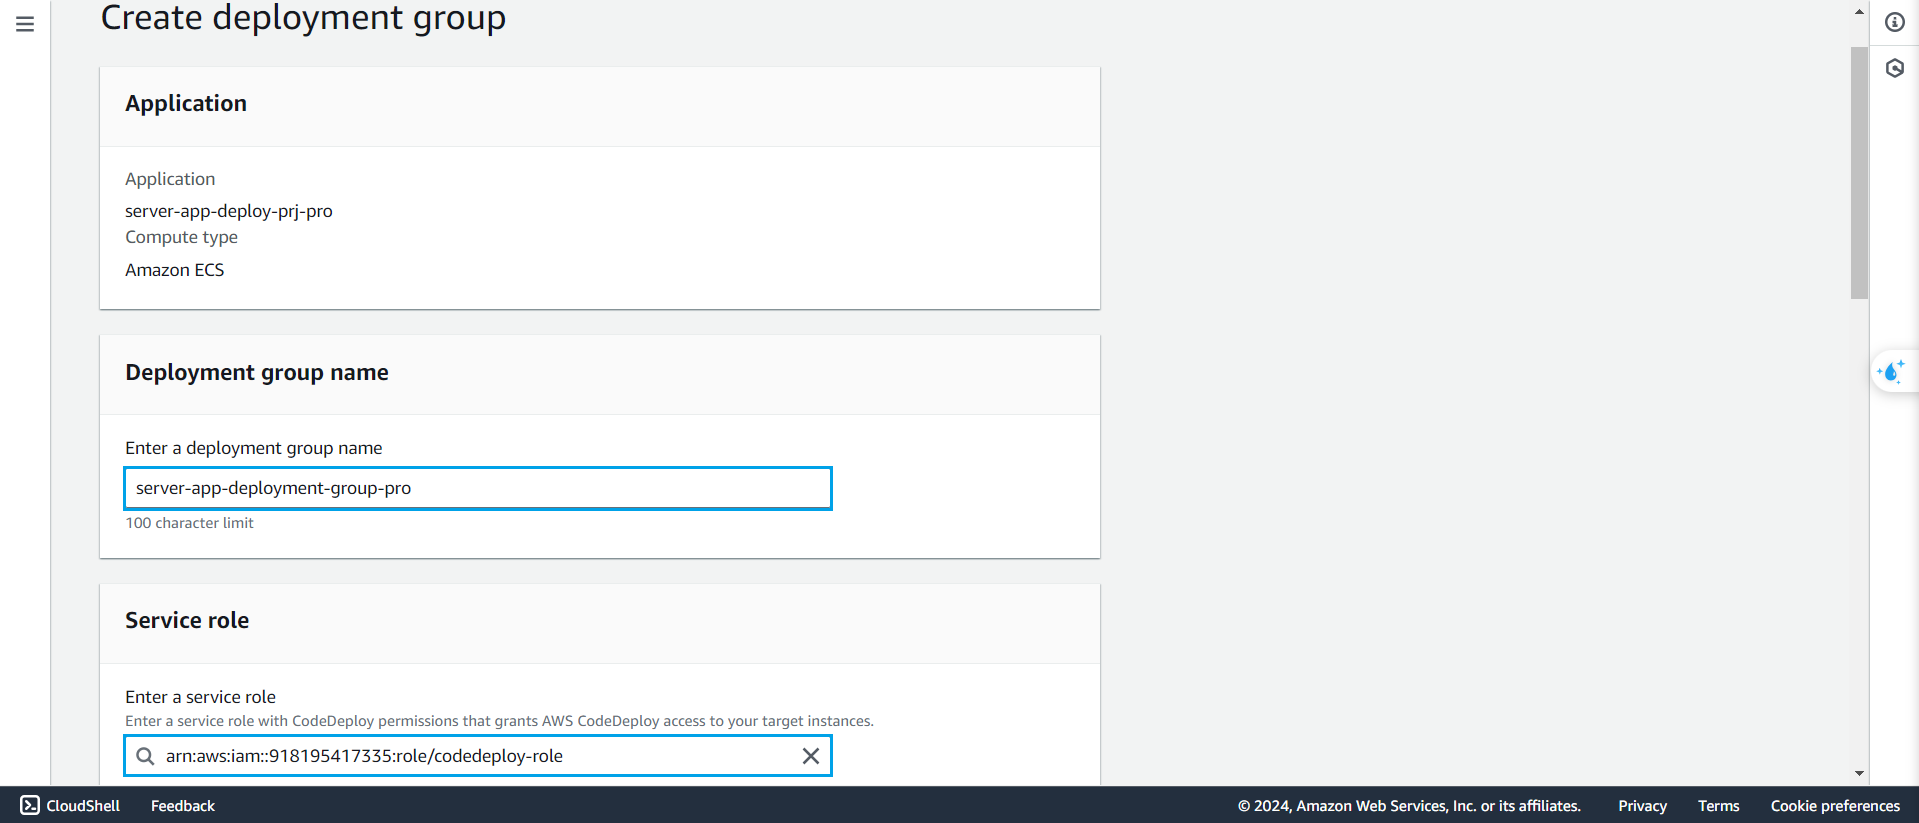 Create deployment group
Application
Application
server-app-deploy-prj-pro
Compute type
Amazon ECS
Deployment group name
Enter a deployment group name
server-app-deployment-group-pro
100 character limit
Service role
Enter a service role
Enter a service role with CodeDeploy permissions that grants AWS CodeDeploy access to your target instances.
arn:aws:iam::918195417335:role/codedeploy-role
CloudShell Feedback © 2024, Amazon Web Services, Inc. or its affiliates. Privacy Terms Cookie preferences